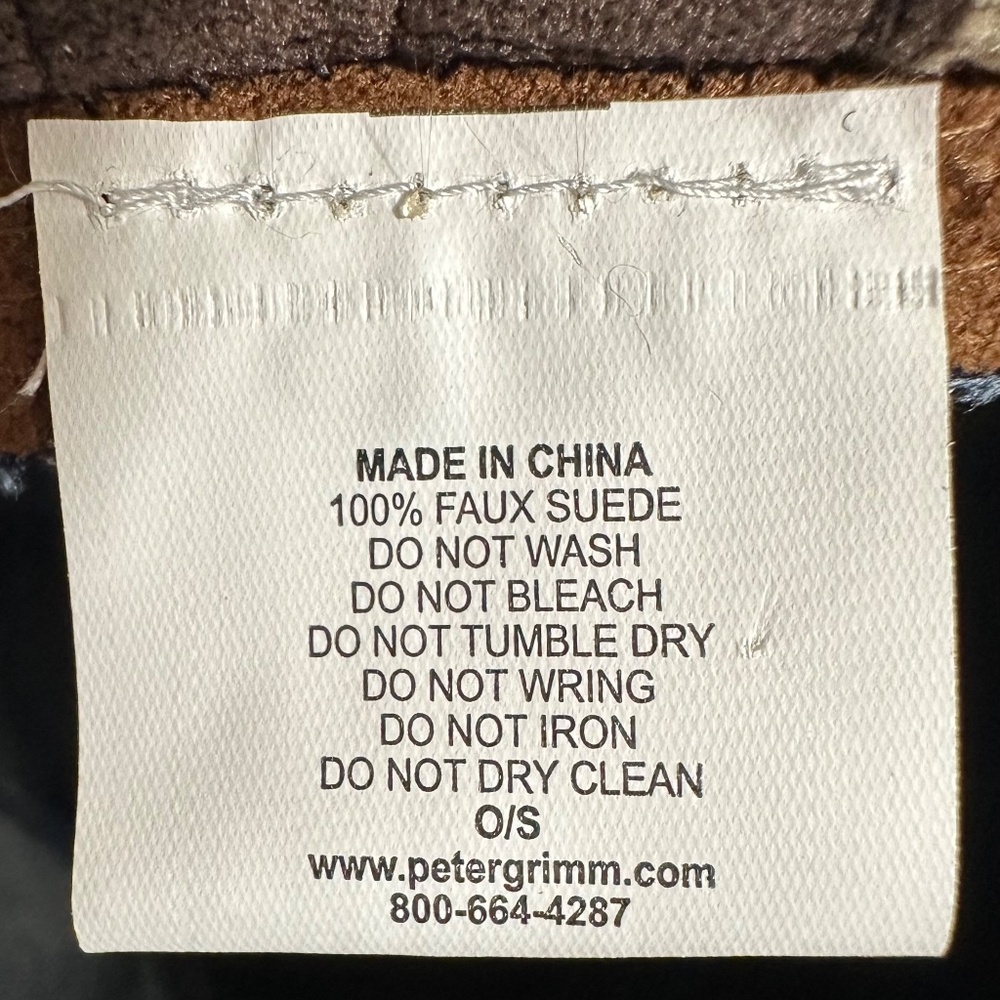 MADE IN CHINA
100% FAUX SUEDE
DO NOT WASH
DO NOT BLEACH
DO NOT TUMBLE DRY
DO NOT WRING
DO NOT IRON
DO NOT DRY CLEAN
O/S
www.petergrimm.com
800-664-4287